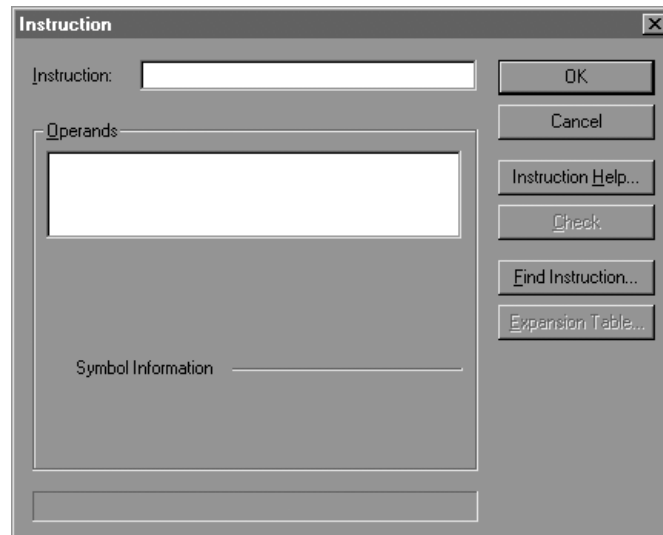 Instruction
Instruction:
OK
Cancel
Operands
Instruction Help...
Check
Find Instruction...
Expansion Table...
Symbol Information